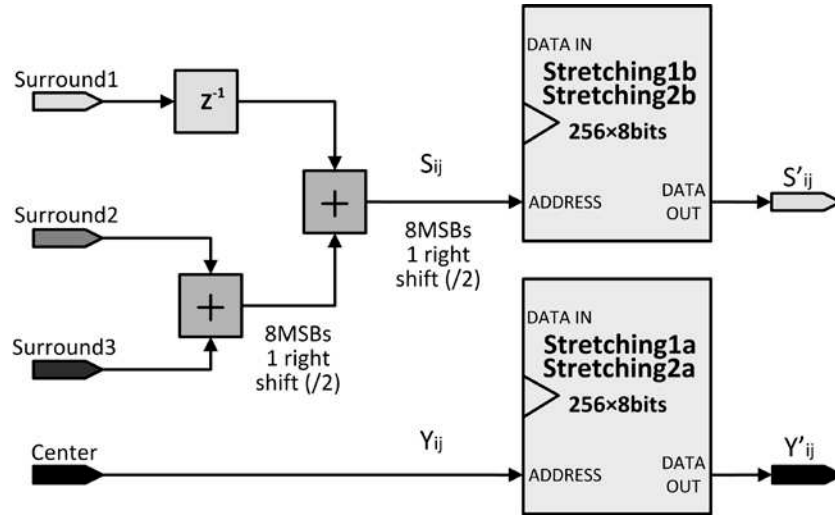 Surround1
Z⁻¹
Surround2
Surround3
Center
+
+
8MSBs
1 right
shift (/2)
Sij
8MSBs
1 right
shift (/2)
Yij
DATA IN
Stretching1b
Stretching2b
256×8bits
ADDRESS
DATA
OUT
S'ij
DATA IN
Stretching1a
Stretching2a
256×8bits
ADDRESS
DATA
OUT
Y'ij